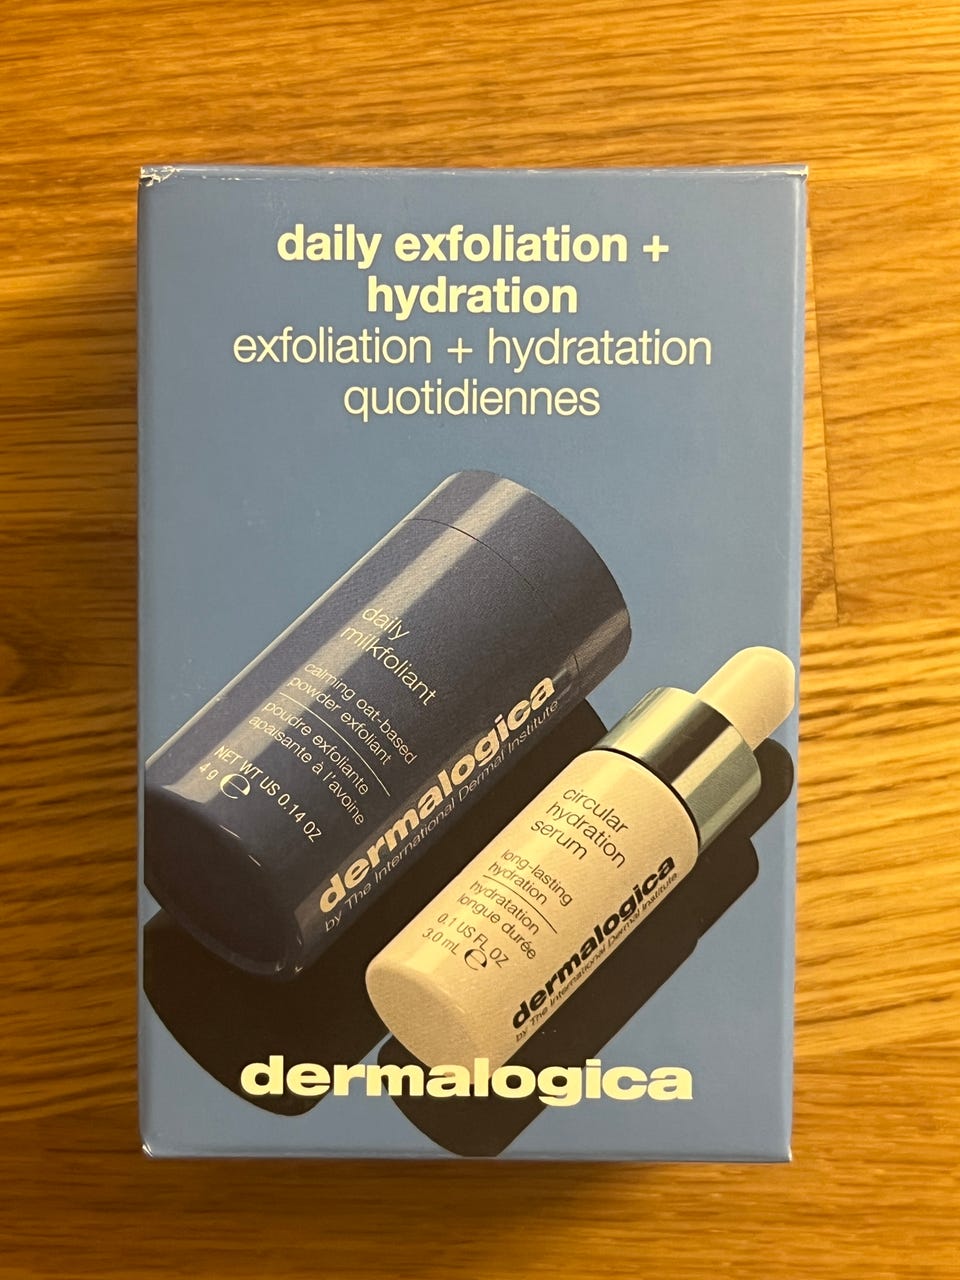 daily exfoliation +
hydration
exfoliation + hydratation
quotidiennes
daily
milkfoliant
calming oat-based
powder exfoliant
poudre exfoliante
apaisante à l'avoine
NET WT US 0.14 OZ
4 g ℮
dermalogica
by The International Dermal Institute
circular
hydration
serum
long-lasting
hydration
hydratation
longue durée
0.1 US FL OZ
3.0 mL ℮
dermalogica
by The International Dermal Institute
dermalogica